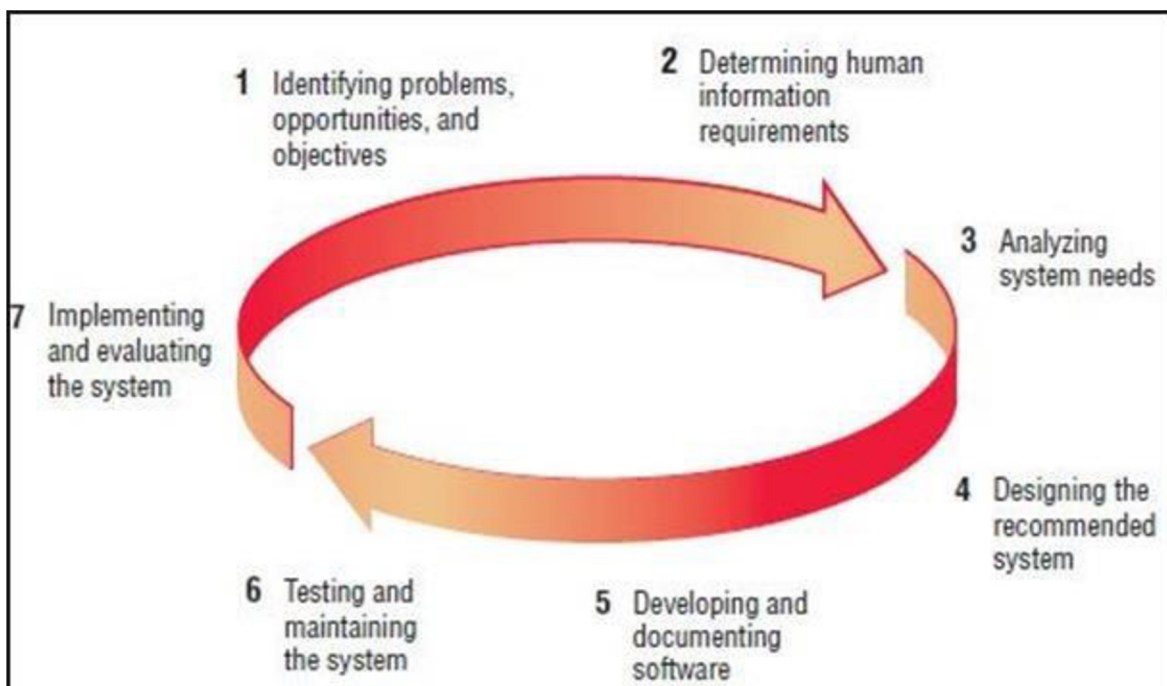 1 Identifying problems,
opportunities, and
objectives
2 Determining human
information
requirements
3 Analyzing
system needs
4 Designing the
recommended
system
5 Developing and
documenting
software
6 Testing and
maintaining
the system
7 Implementing
and evaluating
the system